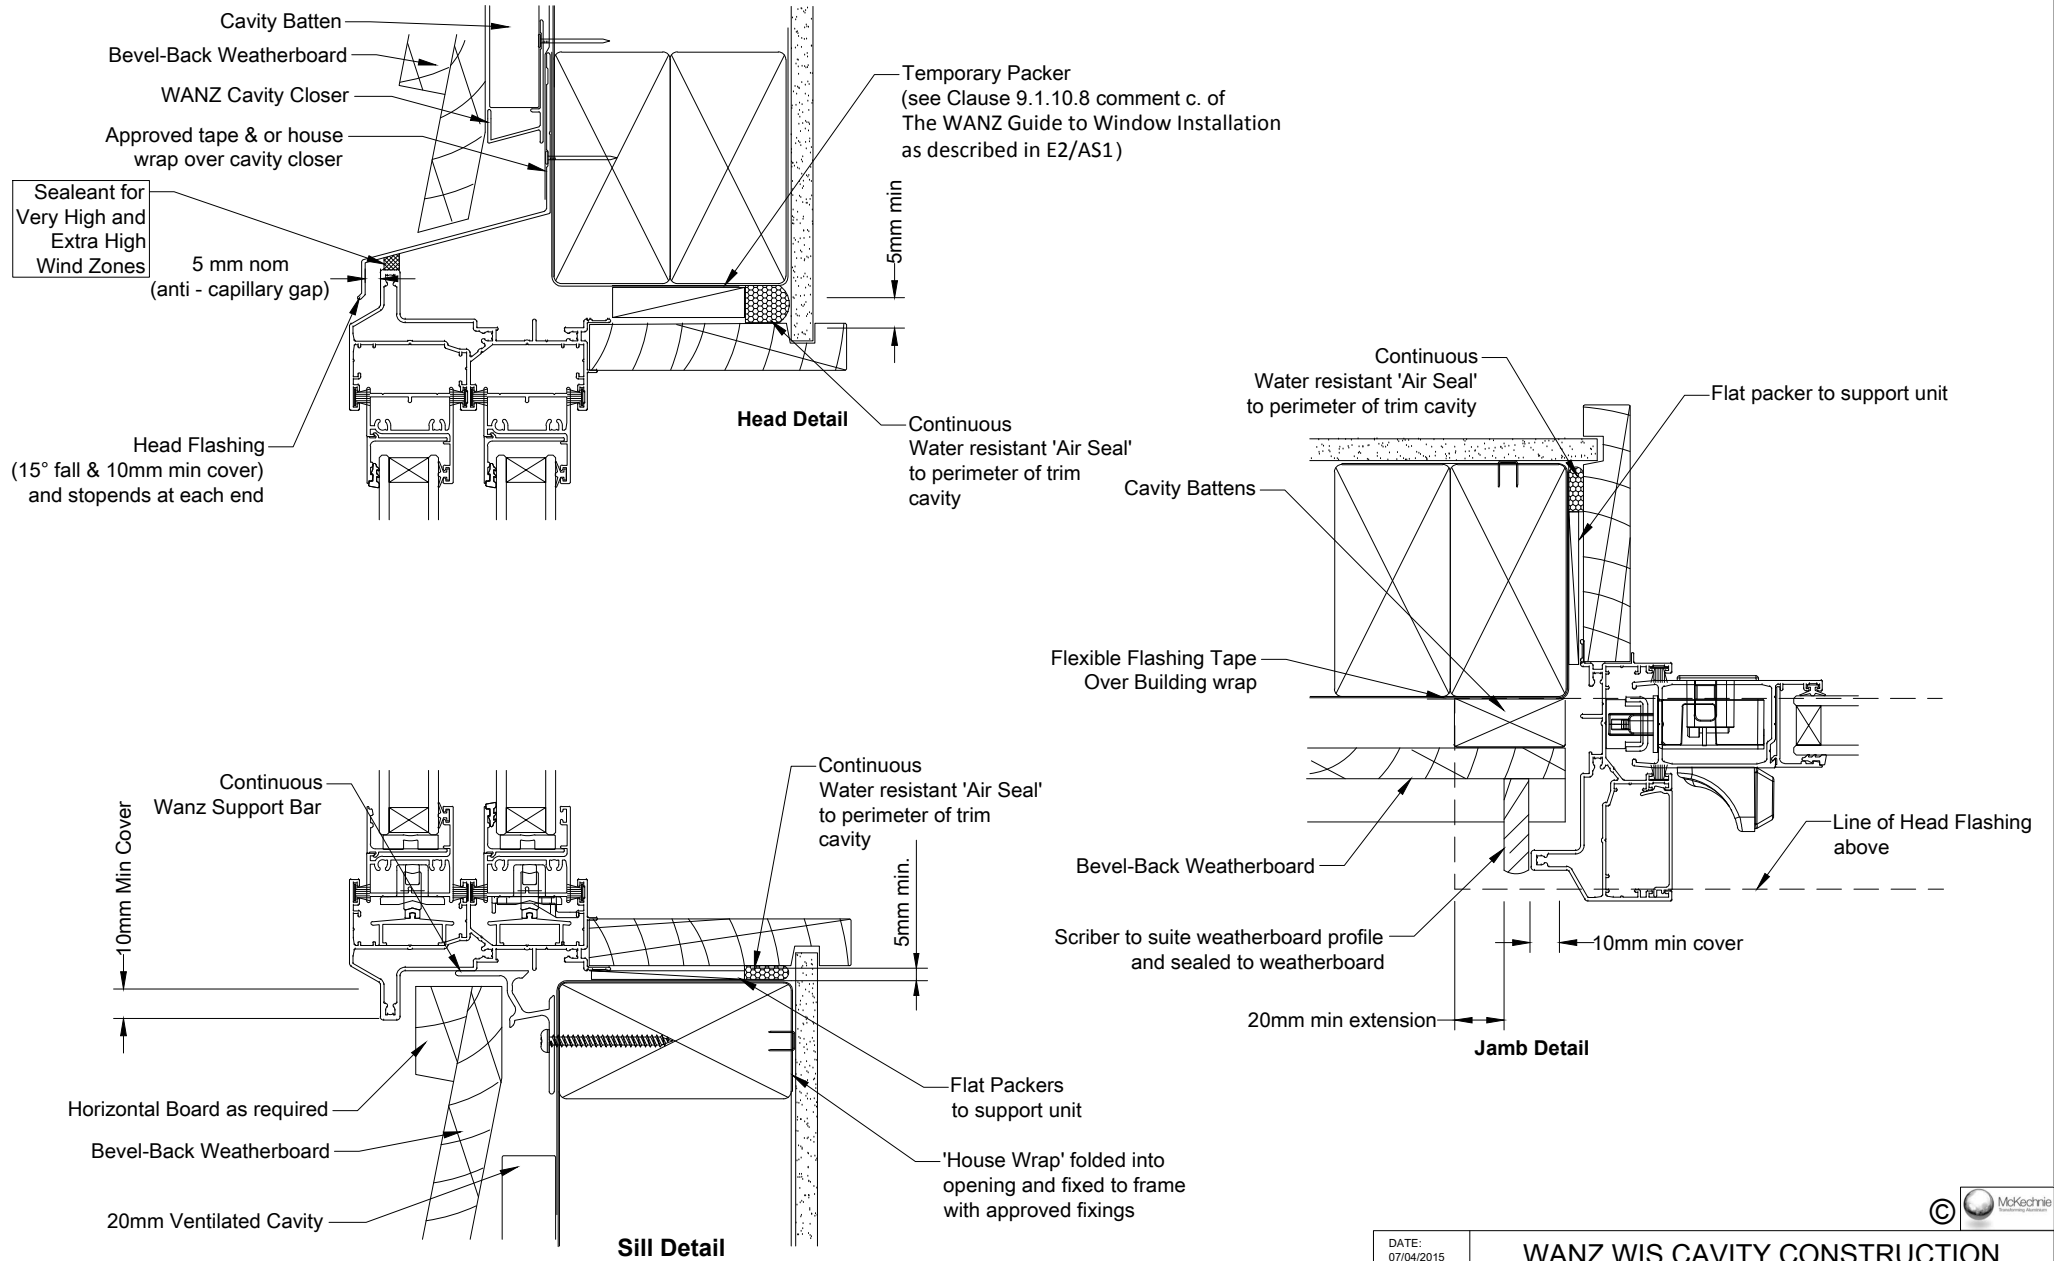 Cavity Batten
Bevel-Back Weatherboard
WANZ Cavity Closer
Approved tape & or house
wrap over cavity closer
Sealeant for
Very High and
Extra High
Wind Zones
5 mm nom
(anti - capillary gap)
Head Flashing
(15° fall & 10mm min cover)
and stopends at each end
Temporary Packer
(see Clause 9.1.10.8 comment c. of
The WANZ Guide to Window Installation
as described in E2/AS1)
5mm min
Head Detail
Continuous
Water resistant 'Air Seal'
to perimeter of trim
cavity
Continuous
Water resistant 'Air Seal'
to perimeter of trim cavity
Flat packer to support unit
Cavity Battens
Flexible Flashing Tape
Over Building wrap
Bevel-Back Weatherboard
Line of Head Flashing
above
Scriber to suite weatherboard profile
and sealed to weatherboard
10mm min cover
20mm min extension
Jamb Detail
Continuous
Wanz Support Bar
10mm Min Cover
Continuous
Water resistant 'Air Seal'
to perimeter of trim
cavity
5mm min.
Horizontal Board as required
Bevel-Back Weatherboard
20mm Ventilated Cavity
Flat Packers
to support unit
'House Wrap' folded into
opening and fixed to frame
with approved fixings
Sill Detail
© McKechnie
Transforming Aluminium
DATE:
07/04/2015
WANZ WIS CAVITY CONSTRUCTION